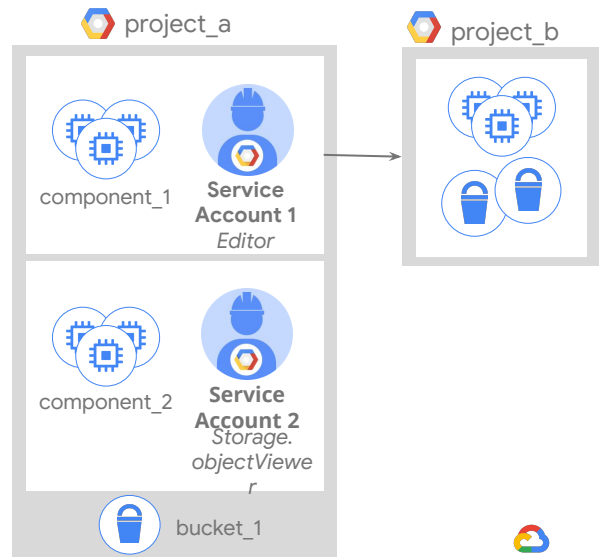 project_a
project_b
component_1
Service
Account 1
Editor
component_2
Service
Account 2
Storage.
objectViewe
r
bucket_1